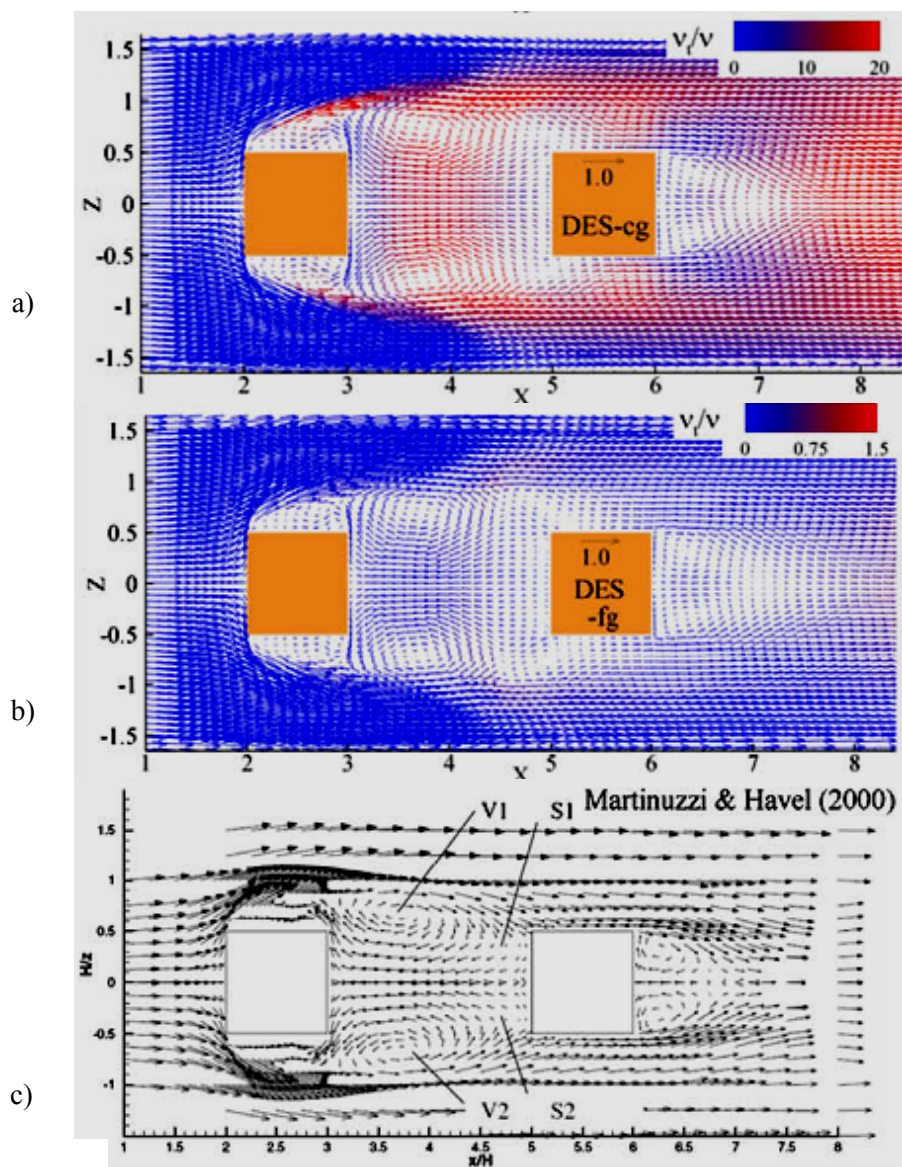 a)
ν_t/ν
0 10 20
1.5
1
0.5
0
-0.5
-1
-1.5
Z
1.0
DES-cg
1 2 3 4 5 6 7 8
X
b)
ν_t/ν
0 0.75 1.5
1.5
1
0.5
0
-0.5
-1
-1.5
Z
1.0
DES
-fg
1 2 3 4 5 6 7 8
X
c)
Martinuzzi & Havel (2000)
V1 S1
1.5
1
0.5
0
-0.5
-1
H/z
V2 S2
1 1.5 2 2.5 3 3.5 4 4.5 5 5.5 6 6.5 7 7.5 8
x/H